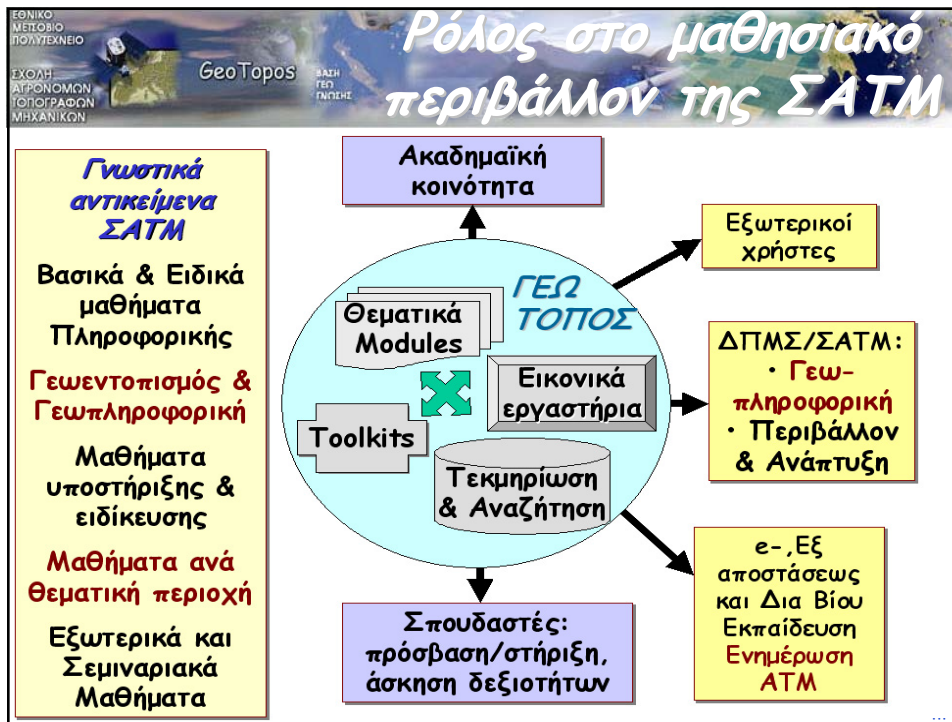 ΕΘΝΙΚΟ
ΜΕΤΣΟΒΙΟ
ΠΟΛΥΤΕΧΝΕΙΟ
ΣΧΟΛΗ
ΑΓΡΟΝΟΜΩΝ
ΤΟΠΟΓΡΑΦΩΝ
ΜΗΧΑΝΙΚΩΝ
GeoTopos
ΒΑΣΗ
ΓΕΩ
ΓΝΩΣΗΣ
Ρόλος στο μαθησιακό
περιβάλλον της ΣΑΤΜ
Γνωστικά
αντικείμενα
ΣΑΤΜ
Βασικά & Ειδικά
μαθήματα
Πληροφορικής
Γεωεντοπισμός &
Γεωπληροφορική
Μαθήματα
υποστήριξης &
ειδίκευσης
Μαθήματα ανά
θεματική περιοχή
Εξωτερικά και
Σεμιναριακά
Μαθήματα
Ακαδημαϊκή
κοινότητα
ΓΕΩ
ΤΟΠΟΣ
Θεματικά
Modules
Εικονικά
εργαστήρια
Toolkits
Τεκμηρίωση
& Αναζήτηση
Σπουδαστές:
πρόσβαση/στήριξη,
άσκηση δεξιοτήτων
Εξωτερικοί
χρήστες
ΔΠΜΣ/ΣΑΤΜ:
• Γεω-
πληροφορική
• Περιβάλλον
& Ανάπτυξη
e-,Εξ
αποστάσεως
και Δια Βίου
Εκπαίδευση
Ενημέρωση
ΑΤΜ
...